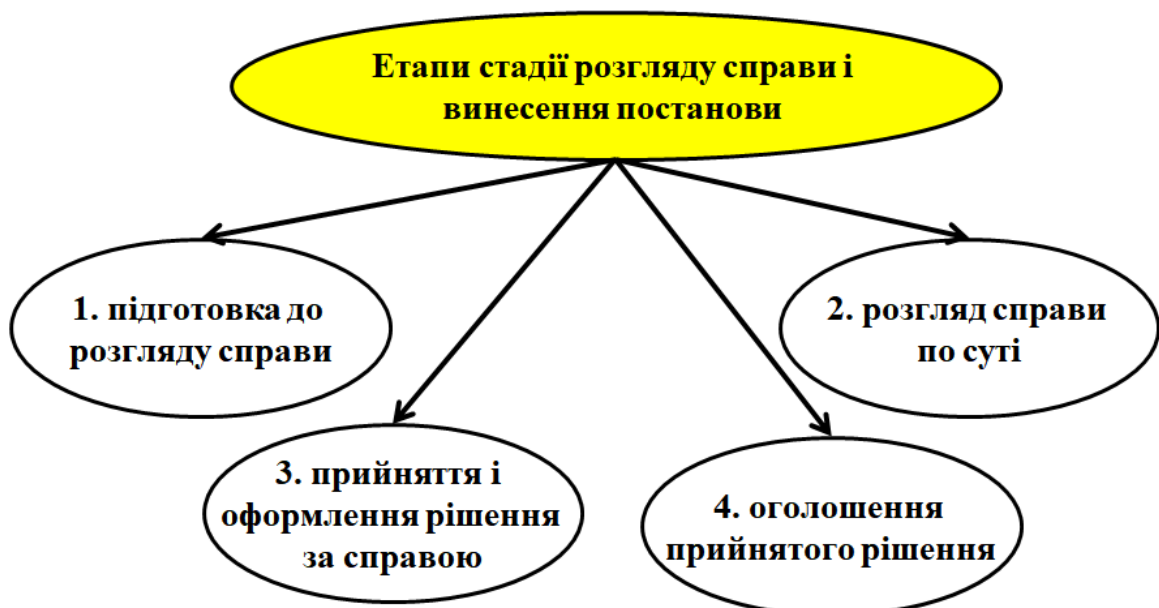 Етапи стадії розгляду справи і
винесення постанови
1. підготовка до
розгляду справи
2. розгляд справи
по суті
3. прийняття і
оформлення рішення
за справою
4. оголошення
прийнятого рішення